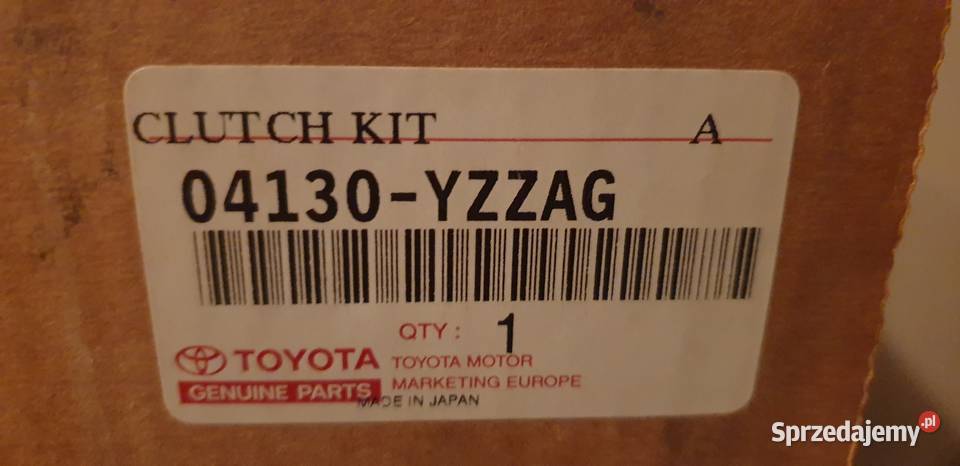 CLUTCH KIT A
04130-YZZAG
QTY : 1
TOYOTA
GENUINE PARTS
TOYOTA MOTOR
MARKETING EUROPE
MADE IN JAPAN
Sprzedajemy.pl